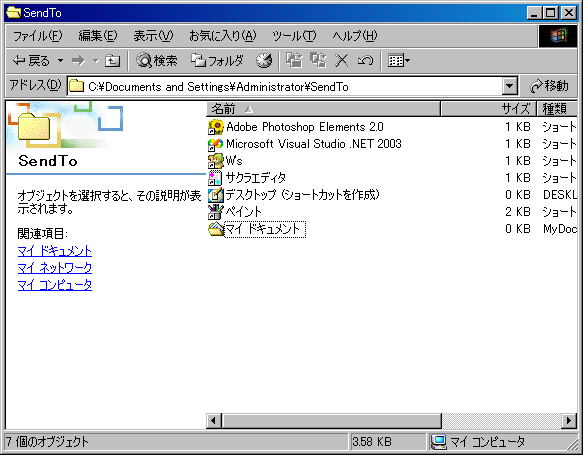 SendTo
ファイル(F) 編集(E) 表示(V) お気に入り(A) ツール(T) ヘルプ(H)
戻る 検索 フォルダ
アドレス(D) C:¥Documents and Settings¥Administrator¥SendTo 移動
SendTo
オブジェクトを選択すると、その説明が表
示されます。
関連項目:
マイ ドキュメント
マイ ネットワーク
マイ コンピュータ
名前 サイズ 種類
Adobe Photoshop Elements 2.0 1 KB ショート
Microsoft Visual Studio .NET 2003 1 KB ショート
W's 1 KB ショート
サクラエディタ 1 KB ショート
デスクトップ (ショートカットを作成) 0 KB DESKL
ペイント 2 KB ショート
マイ ドキュメント 0 KB MyDoc
7 個のオブジェクト 3.58 KB マイ コンピュータ